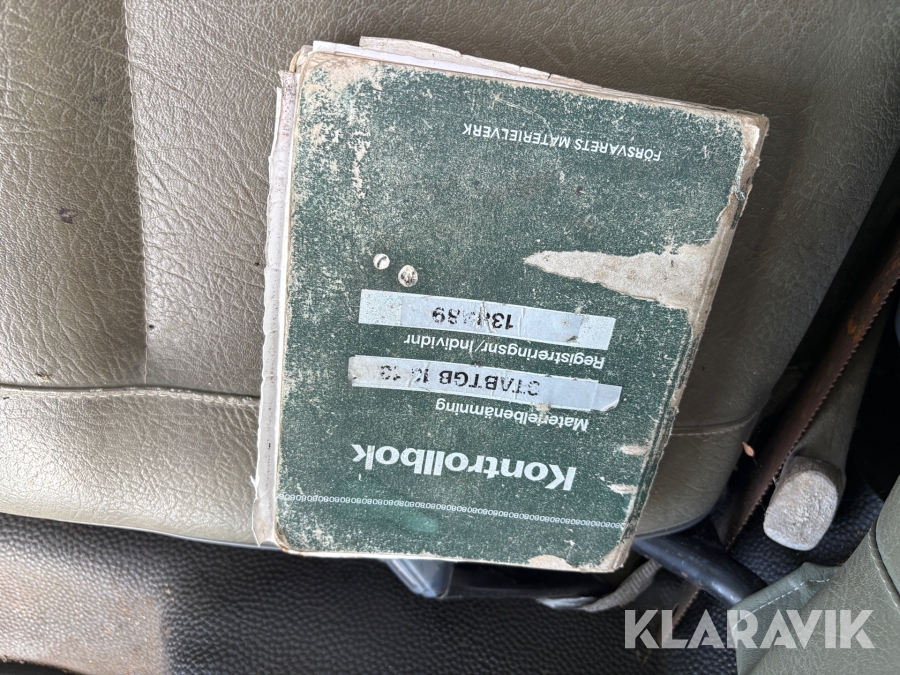 Kontrollbok
Materielbenämning
STABTGB
Registreringsnr/Individnr
FÖRSVARETS MATERIELVERK
KLARAVIK